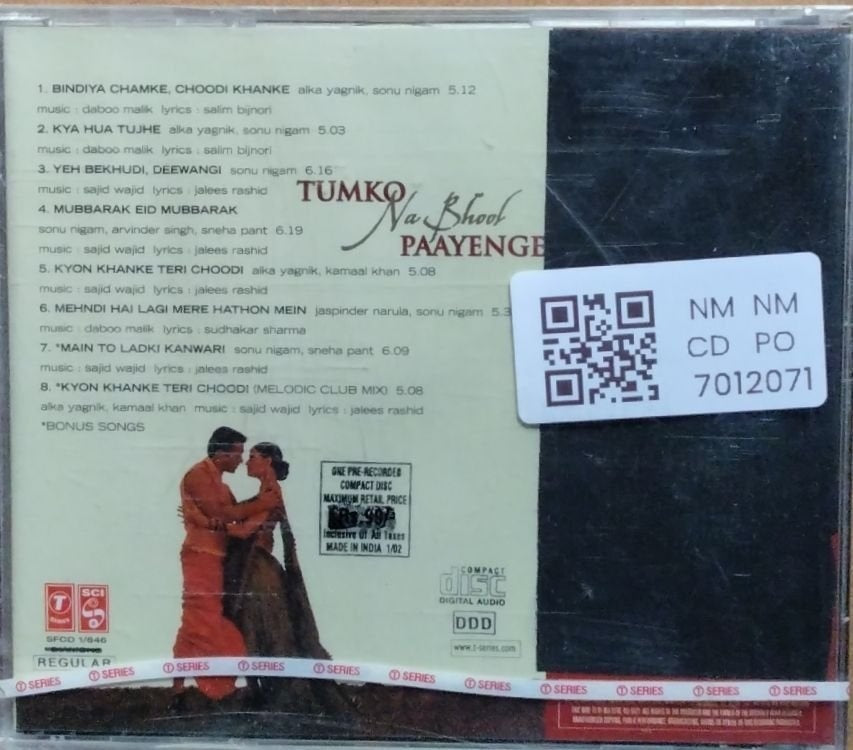 1. BINDIYA CHAMKE, CHOODI KHANKE alka yagnik, sonu nigam 5.12
music : daboo malik lyrics : salim bijnori
2. KYA HUA TUJHE alka yagnik, sonu nigam 5.03
music : daboo malik lyrics : salim bijnori
3. YEH BEKHUDI, DEEWANGI sonu nigam 6.16
music : sajid wajid lyrics : jalees rashid
TUMKO
Na Bhool
PAAYENGE
4. MUBBARAK EID MUBBARAK
sonu nigam, arvinder singh, sneha pant 6.19
music : sajid wajid lyrics : jalees rashid
5. KYON KHANKE TERI CHOODI alka yagnik, kamaal khan 5.08
music : sajid wajid lyrics : jalees rashid
6. MEHNDI HAI LAGI MERE HATHON MEIN jaspinder narula, sonu nigam 5.3
music : daboo malik lyrics : sudhakar sharma
7. *MAIN TO LADKI KANWARI sonu nigam, sneha pant 6.09
music : sajid wajid lyrics : jalees rashid
8. *KYON KHANKE TERI CHOODI (MELODIC CLUB MIX) 5.08
alka yagnik, kamaal khan music : sajid wajid lyrics : jalees rashid
*BONUS SONGS
NM NM
CD PO
7012071
ONE PRE-RECORDED
COMPACT DISC
MAXIMUM RETAIL PRICE
Rs.99/-
Inclusive of All Taxes
MADE IN INDIA 1/02
COMPACT
disc
DIGITAL AUDIO
DDD
www.t-series.com
T SERIES
SCI
SFCD 1/646
REGULAR
T SERIES T SERIES T SERIES T SERIES T SERIES T SERIES T SERIES T SERIES T SERIES T SERIES T SERIES